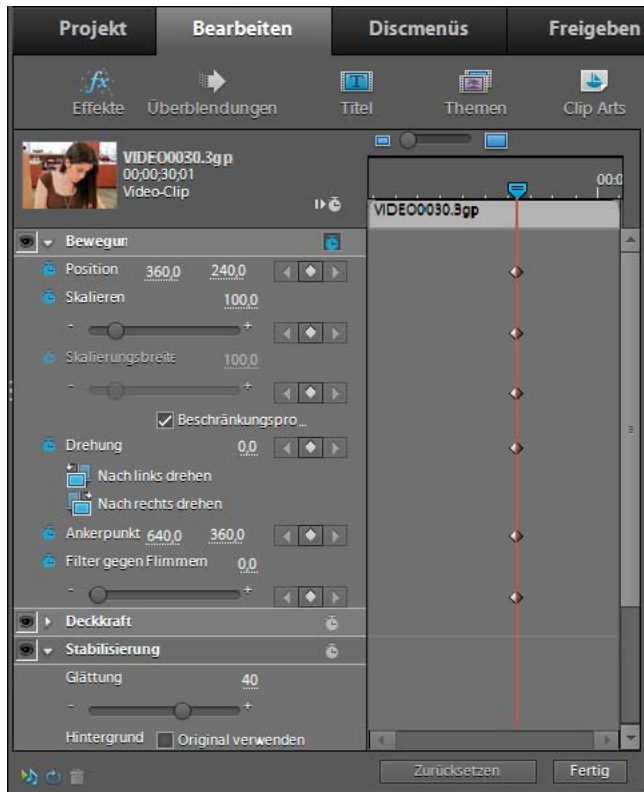 Projekt Bearbeiten Discmenüs Freigeben
fx
Effekte Überblendungen Titel Themen Clip Arts
VIDEO0030.3gp
00;00;30;01
Video-Clip
00:0
VIDEO0030.3gp
Bewegun
Position 360,0 240,0
Skalieren 100,0
- +
Skalierungsbreite 100,0
- +
Beschränkungspro...
Drehung 0,0
Nach links drehen
Nach rechts drehen
Ankerpunkt 640,0 360,0
Filter gegen Flimmern 0,0
- +
Deckkraft
Stabilisierung
Glättung 40
- +
Hintergrund Original verwenden
Zurücksetzen Fertig